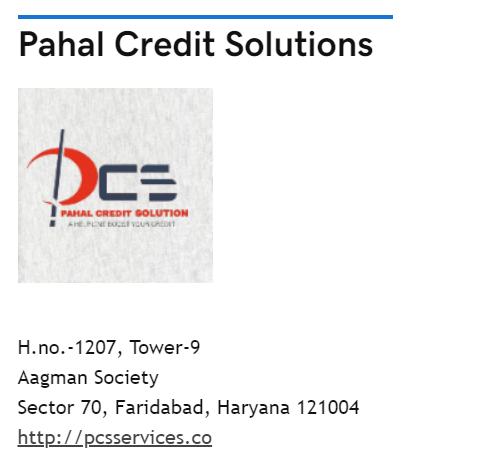 Pahal Credit Solutions
PCS
PAHAL CREDIT SOLUTION
A HELPLINE BOOST YOUR CREDIT
H.no.-1207, Tower-9
Aagman Society
Sector 70, Faridabad, Haryana 121004
http://pcsservices.co